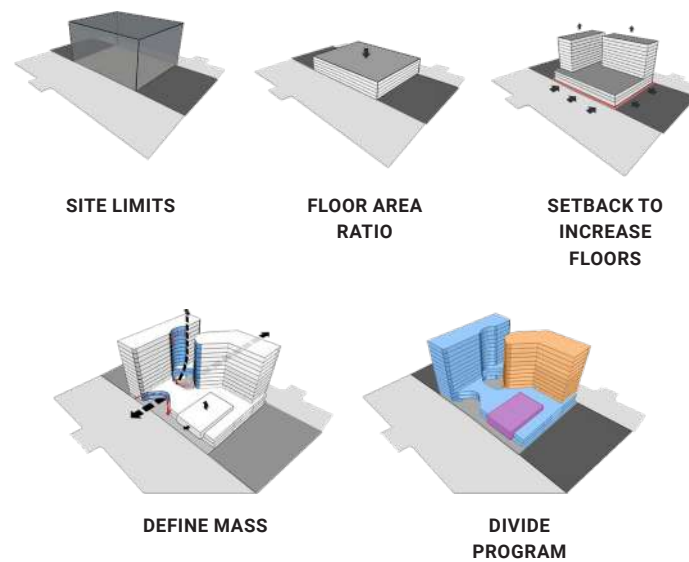 SITE LIMITS
FLOOR AREA
RATIO
SETBACK TO
INCREASE
FLOORS
DEFINE MASS
DIVIDE
PROGRAM